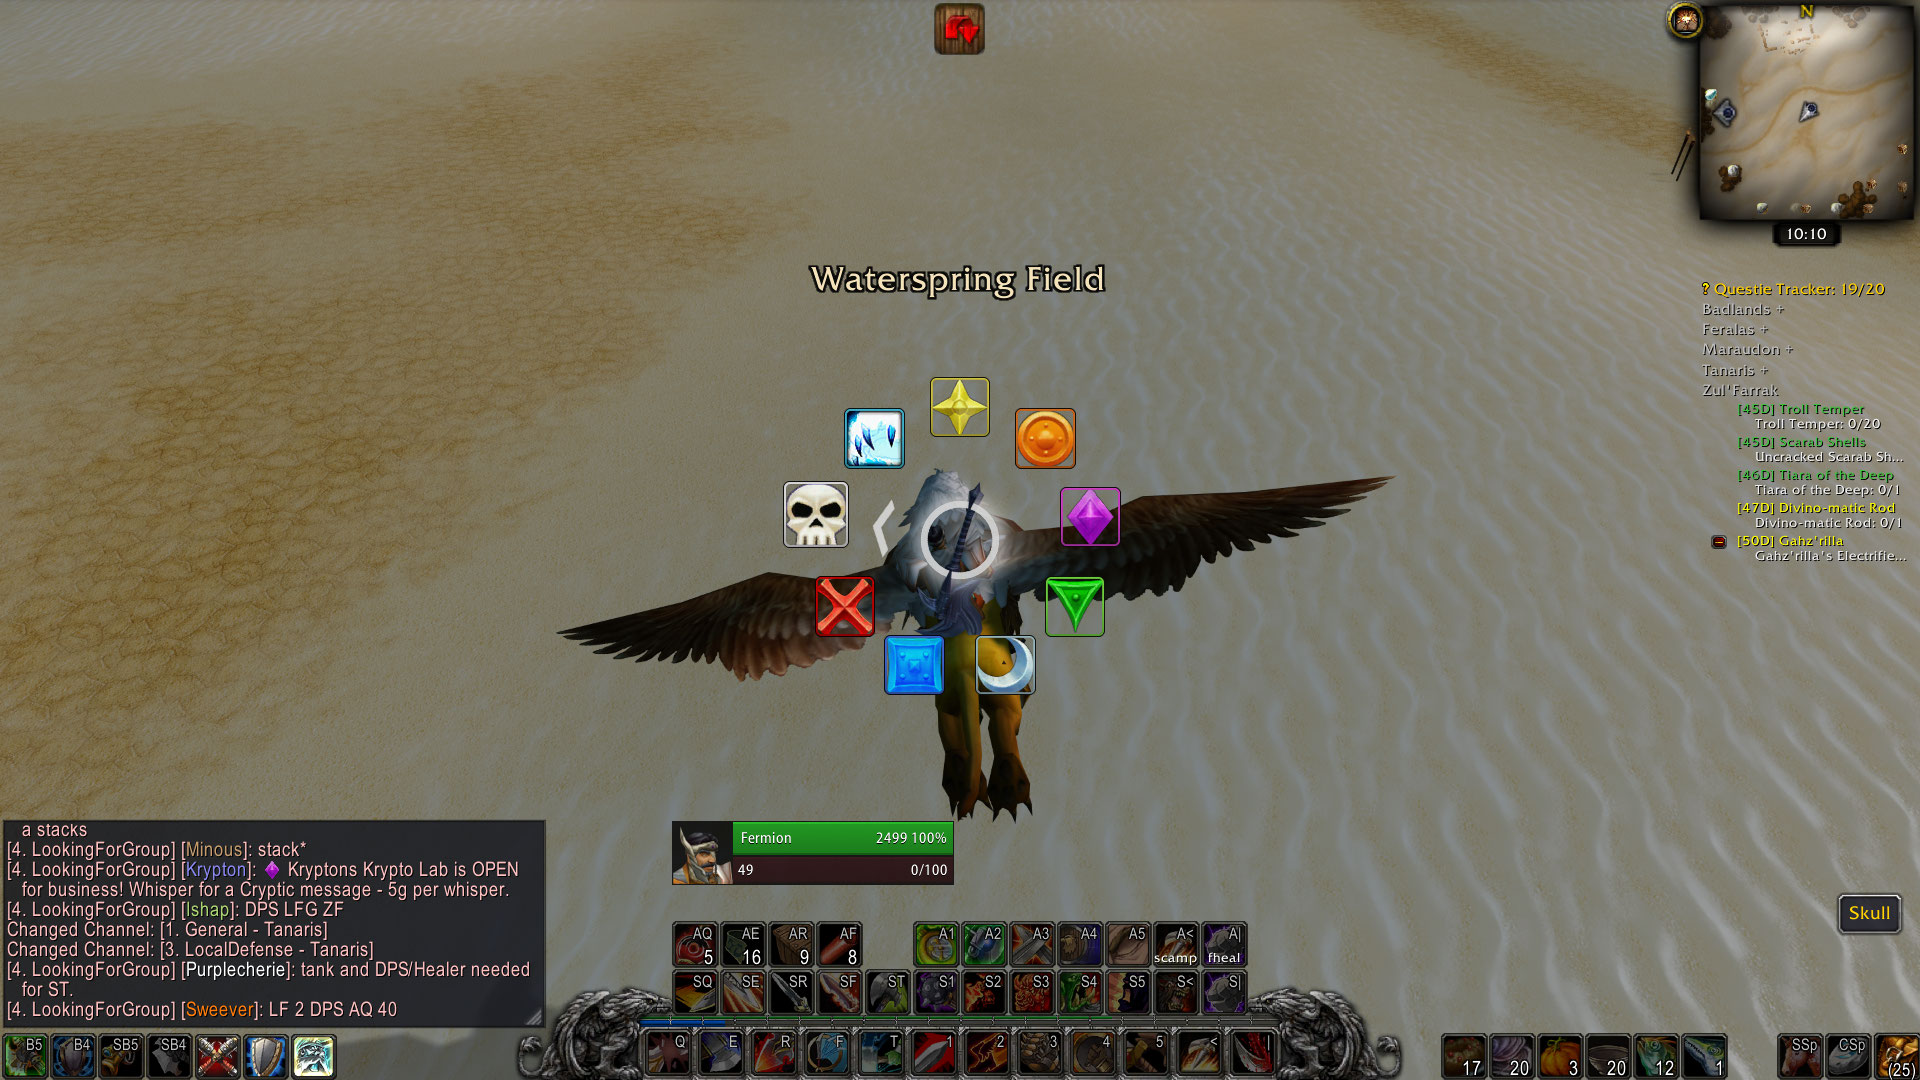 N
10:10
Waterspring Field
? Questie Tracker: 19/20
Badlands +
Feralas +
Maraudon +
Tanaris +
Zul'Farrak
[45D] Troll Temper
Troll Temper: 0/20
[45D] Scarab Shells
Uncracked Scarab Sh...
[46D] Tiara of the Deep
Tiara of the Deep: 0/1
[47D] Divino-matic Rod
Divino-matic Rod: 0/1
[50D] Gahz'rilla
Gahz'rilla's Electrifie...
a stacks
[4. LookingForGroup] [Minous]: stack*
[4. LookingForGroup] [Krypton]: Kryptons Krypto Lab is OPEN
for business! Whisper for a Cryptic message - 5g per whisper.
[4. LookingForGroup] [Ishap]: DPS LFG ZF
Changed Channel: [1. General - Tanaris]
Changed Channel: [3. LocalDefense - Tanaris]
[4. LookingForGroup] [Purplecherie]: tank and DPS/Healer needed
for ST.
[4. LookingForGroup] [Sweever]: LF 2 DPS AQ 40
Fermion 2499 100%
49 0/100
Skull
AQ AE AR AF A1 A2 A3 A4 A5 A< A|
5 16 9 8 scamp fheal
SQ SE SR SF ST S1 S2 S3 S4 S5 S< S|
Q E R F T 1 2 3 4 5 < |
B5 B4 SB5 SB4
17 20 3 20 12 1
SSp CSp
(25)